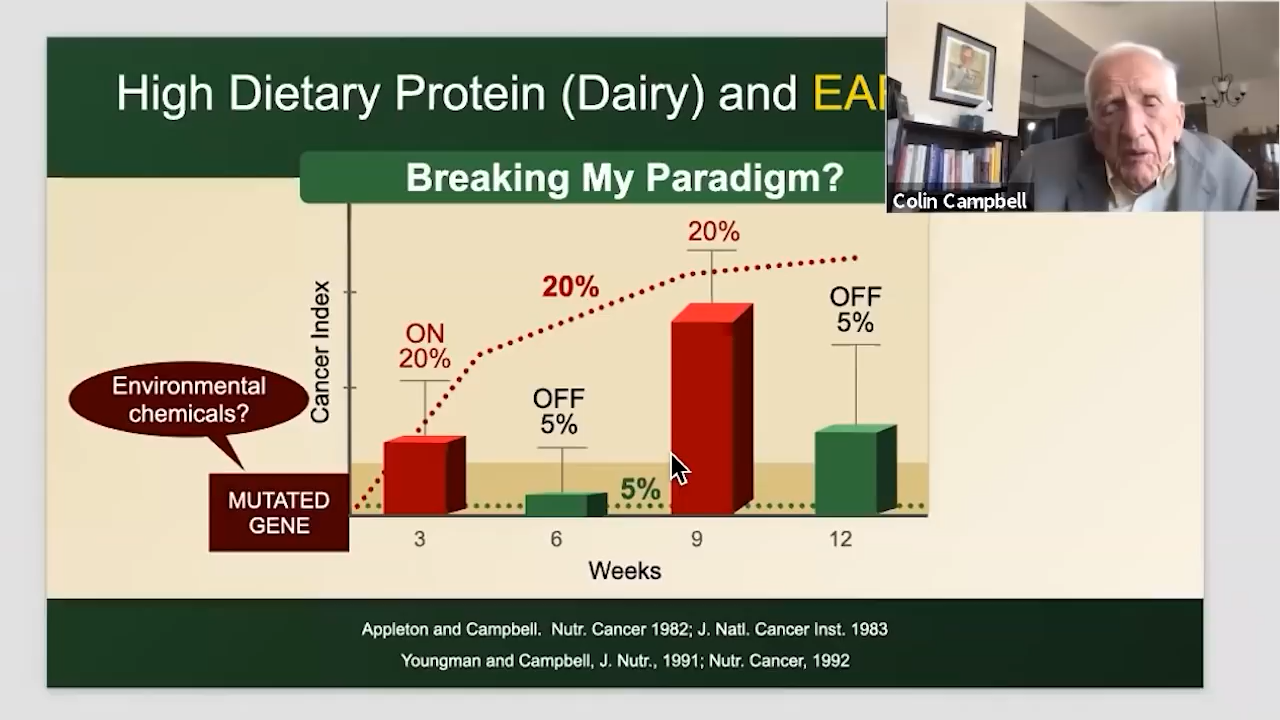 High Dietary Protein (Dairy) and
Breaking My Paradigm?
Colin Campbell
20%
20%
ON
20%
OFF
5%
OFF
5%
5%
Cancer Index
Environmental
chemicals?
MUTATED
GENE
3 6 9 12
Weeks
Appleton and Campbell. Nutr. Cancer 1982; J. Natl. Cancer Inst. 1983
Youngman and Campbell, J. Nutr., 1991; Nutr. Cancer, 1992